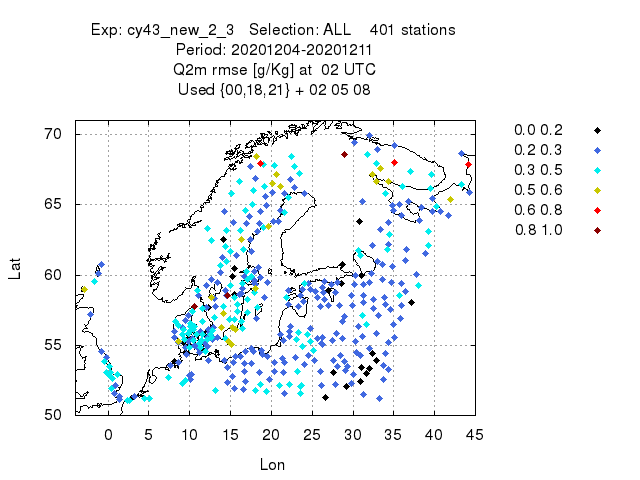 Exp: cy43_new_2_3 Selection: ALL 401 stations
Period: 20201204-20201211
Q2m rmse [g/Kg] at 02 UTC
Used {00,18,21} + 02 05 08
70
65
60
55
50
Lat
0 5 10 15 20 25 30 35 40 45
Lon
0.0 0.2
0.2 0.3
0.3 0.5
0.5 0.6
0.6 0.8
0.8 1.0